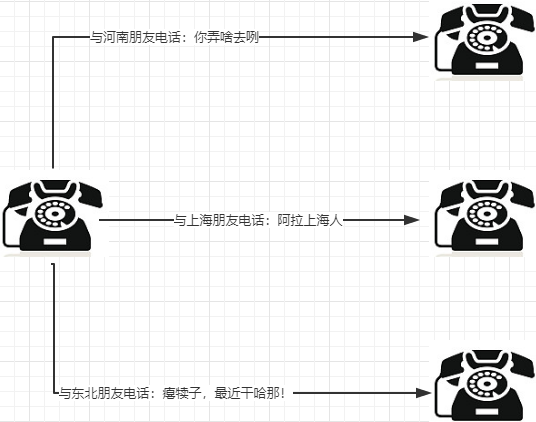 与河南朋友电话：你弄啥去咧
与上海朋友电话：阿拉上海人
与东北朋友电话：瘪犊子，最近干哈那！